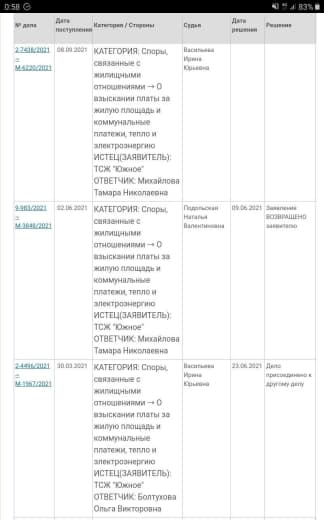 0:58 83%
№ дела
Дата
поступления
Категория / Стороны
Судья
Дата
решения
Решение
2-7438/2021
~
М-6220/2021
08.09.2021
КАТЕГОРИЯ: Споры,
связанные с
жилищными
отношениями → О
взыскании платы за
жилую площадь и
коммунальные
платежи, тепло и
электроэнергию
ИСТЕЦ(ЗАЯВИТЕЛЬ):
ТСЖ "Южное"
ОТВЕТЧИК: Михайлова
Тамара Николаевна
Васильева
Ирина
Юрьевна
9-983/2021
~
М-3848/2021
02.06.2021
КАТЕГОРИЯ: Споры,
связанные с
жилищными
отношениями → О
взыскании платы за
жилую площадь и
коммунальные
платежи, тепло и
электроэнергию
ИСТЕЦ(ЗАЯВИТЕЛЬ):
ТСЖ "Южное"
ОТВЕТЧИК: Михайлова
Тамара Николаевна
Подольская
Наталья
Валентиновна
09.06.2021
Заявление
ВОЗВРАЩЕНО
заявителю
2-4496/2021
~
М-1967/2021
30.03.2021
КАТЕГОРИЯ: Споры,
связанные с
жилищными
отношениями → О
взыскании платы за
жилую площадь и
коммунальные
платежи, тепло и
электроэнергию
ИСТЕЦ(ЗАЯВИТЕЛЬ):
ТСЖ "Южное"
ОТВЕТЧИК: Болтухова
Ольга Викторовна
Васильева
Ирина
Юрьевна
23.06.2021
Дело
присоединено к
другому делу